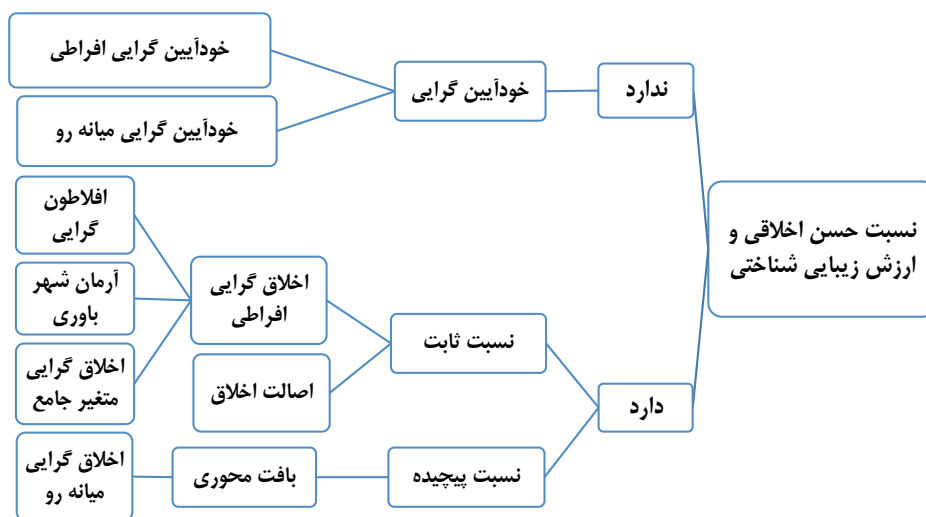 نسبت حسن اخلاقی و
ارزش زیبایی شناختی
ندارد
خودآیین گرایی
خودآیین گرایی افراطی
خودآیین گرایی میانه رو
دارد
نسبت ثابت
اخلاق گرایی
افراطی
افلاطون
گرایی
آرمان شهر
باوری
اخلاق گرایی
متغیر جامع
اصالت اخلاق
نسبت پیچیده
بافت محوری
اخلاق گرایی
میانه رو